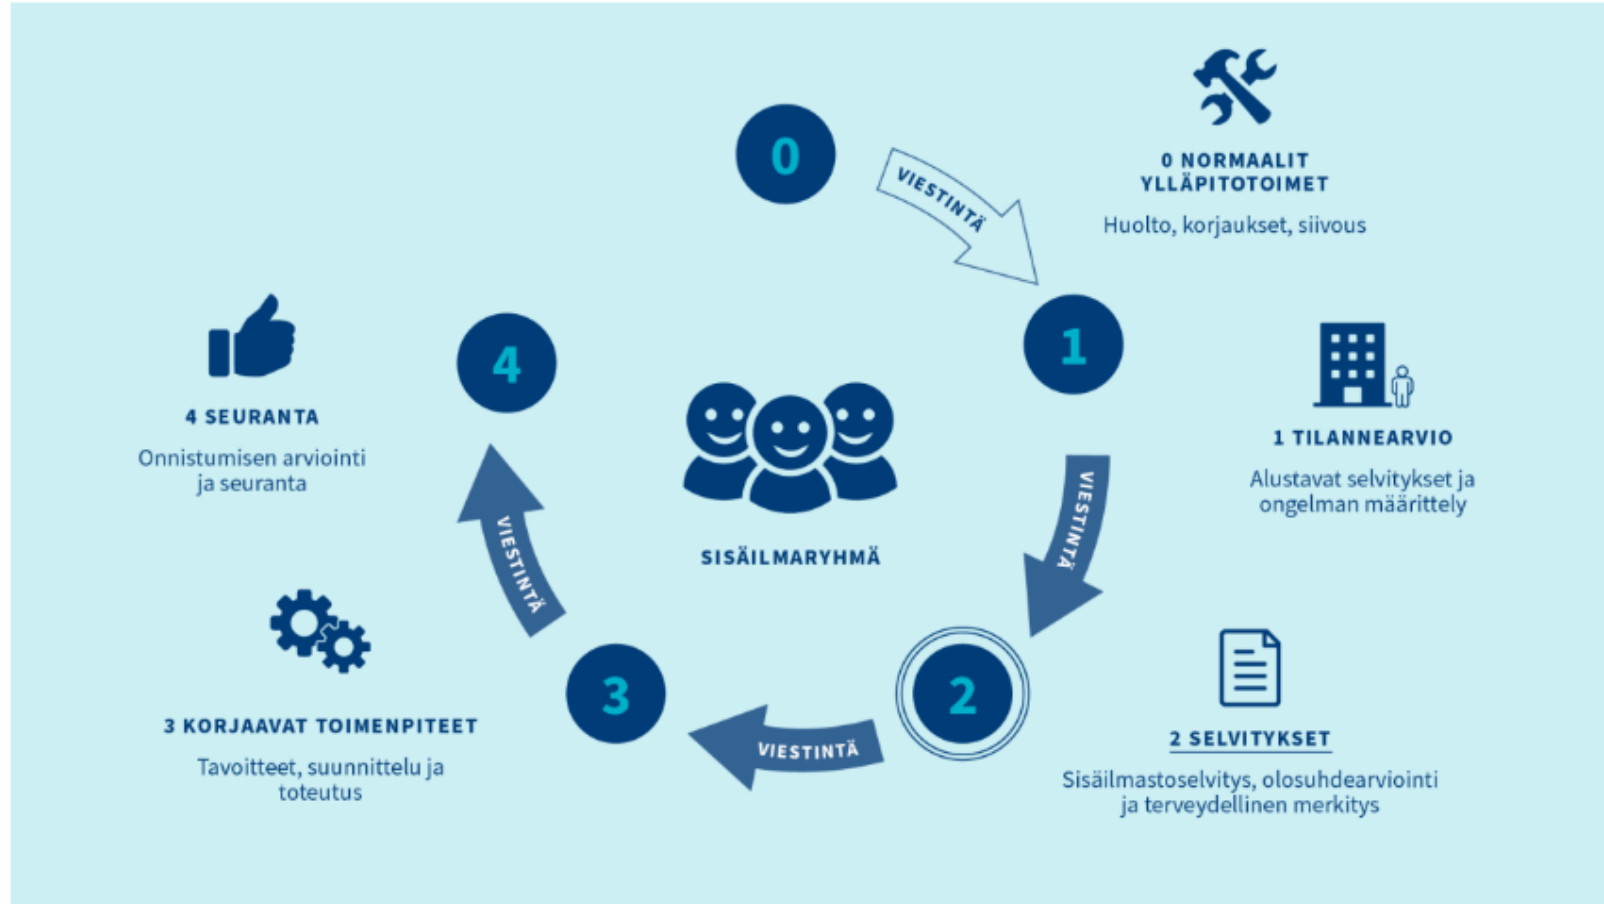 0
VIESTINTÄ
0 NORMAALIT
YLLÄPITOTOIMET
Huolto, korjaukset, siivous
1
1 TILANNEARVIO
Alustavat selvitykset ja
ongelman määrittely
VIESTINTÄ
2
2 SELVITYKSET
Sisäilmastoselvitys, olosuhdearviointi
ja terveydellinen merkitys
VIESTINTÄ
3
3 KORJAAVAT TOIMENPITEET
Tavoitteet, suunnittelu ja
toteutus
VIESTINTÄ
4
4 SEURANTA
Onnistumisen arviointi
ja seuranta
SISÄILMARYHMÄ